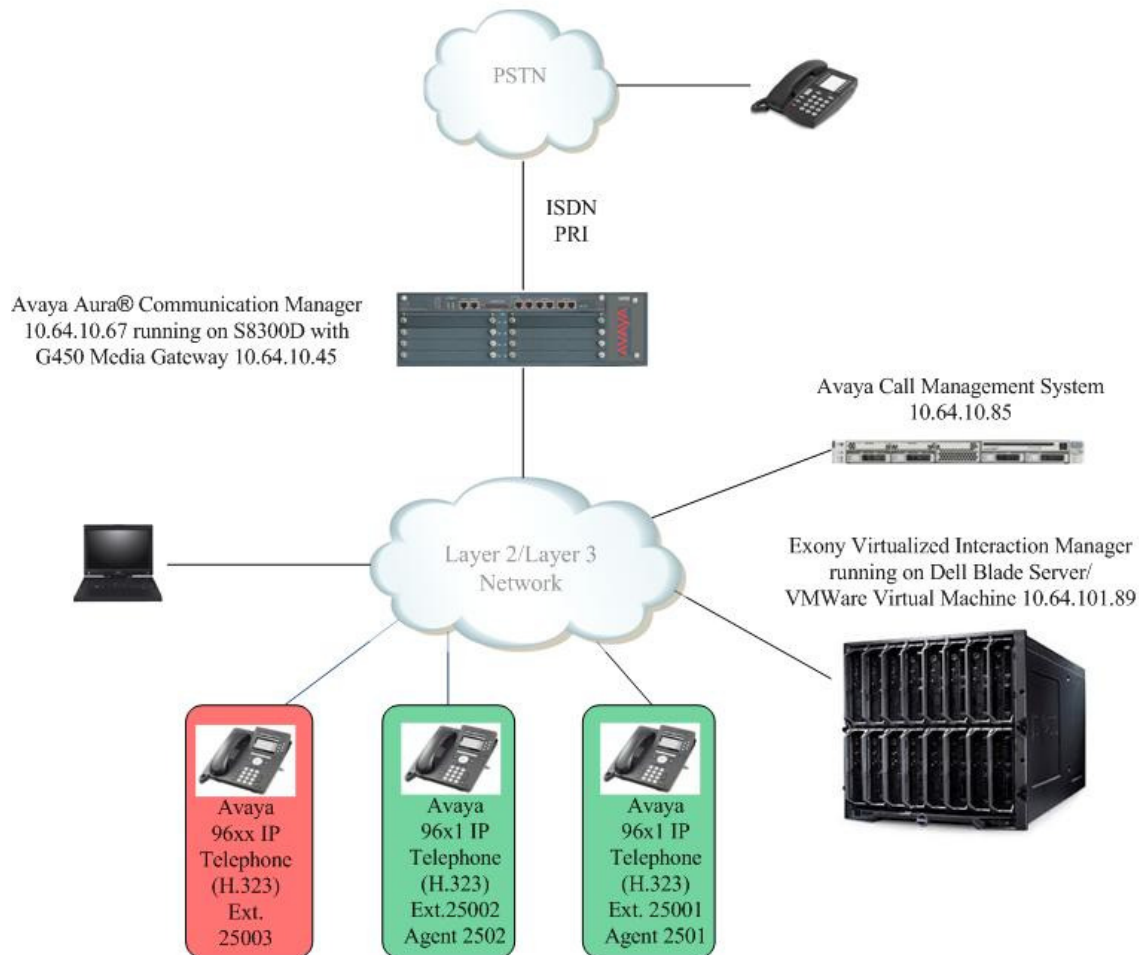 PSTN
ISDN
PRI
Avaya Aura® Communication Manager
10.64.10.67 running on S8300D with
G450 Media Gateway 10.64.10.45
AVAYA
Avaya Call Management System
10.64.10.85
Layer 2/Layer 3
Network
Exony Virtualized Interaction Manager
running on Dell Blade Server/
VMWare Virtual Machine 10.64.101.89
Avaya
96xx IP
Telephone
(H.323)
Ext.
25003
Avaya
96x1 IP
Telephone
(H.323)
Ext.25002
Agent 2502
Avaya
96x1 IP
Telephone
(H.323)
Ext. 25001
Agent 2501